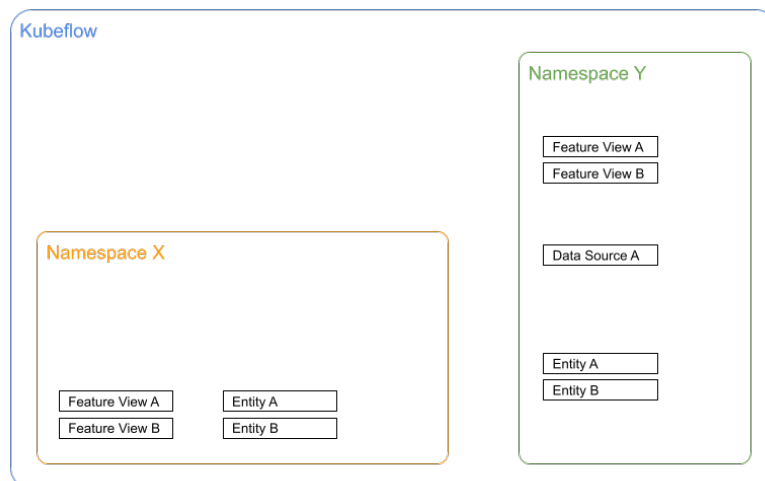 Kubeflow
Namespace Y
Feature View A
Feature View B
Data Source A
Entity A
Entity B
Namespace X
Feature View A
Feature View B
Entity A
Entity B